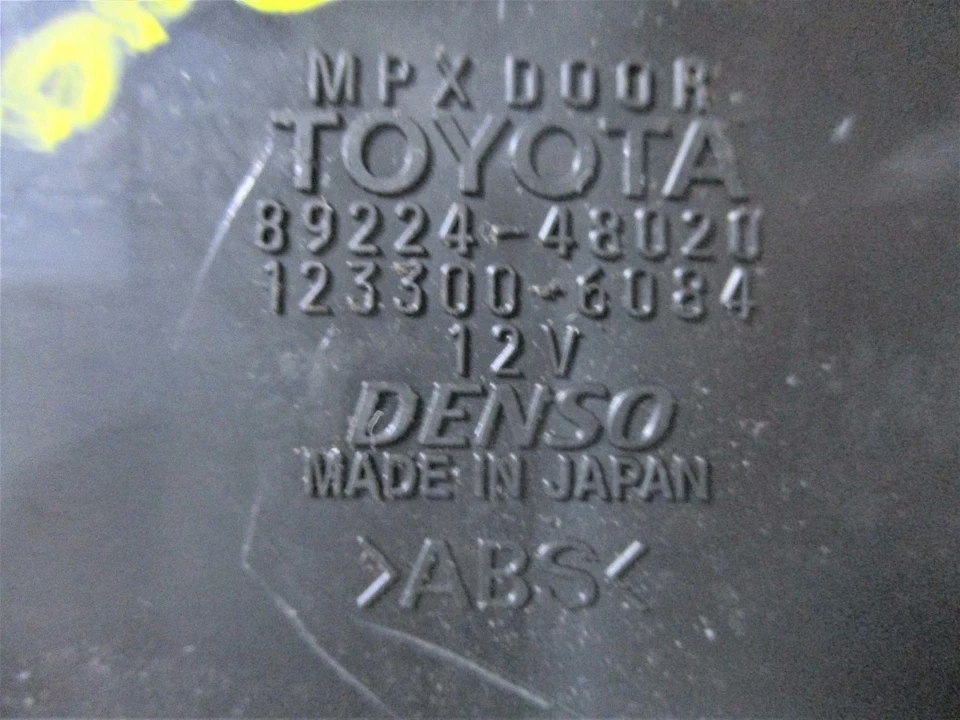 MPX DOOR
TOYOTA
89224-48020
123300-6084
12V
DENSO
MADE IN JAPAN
>ABS<